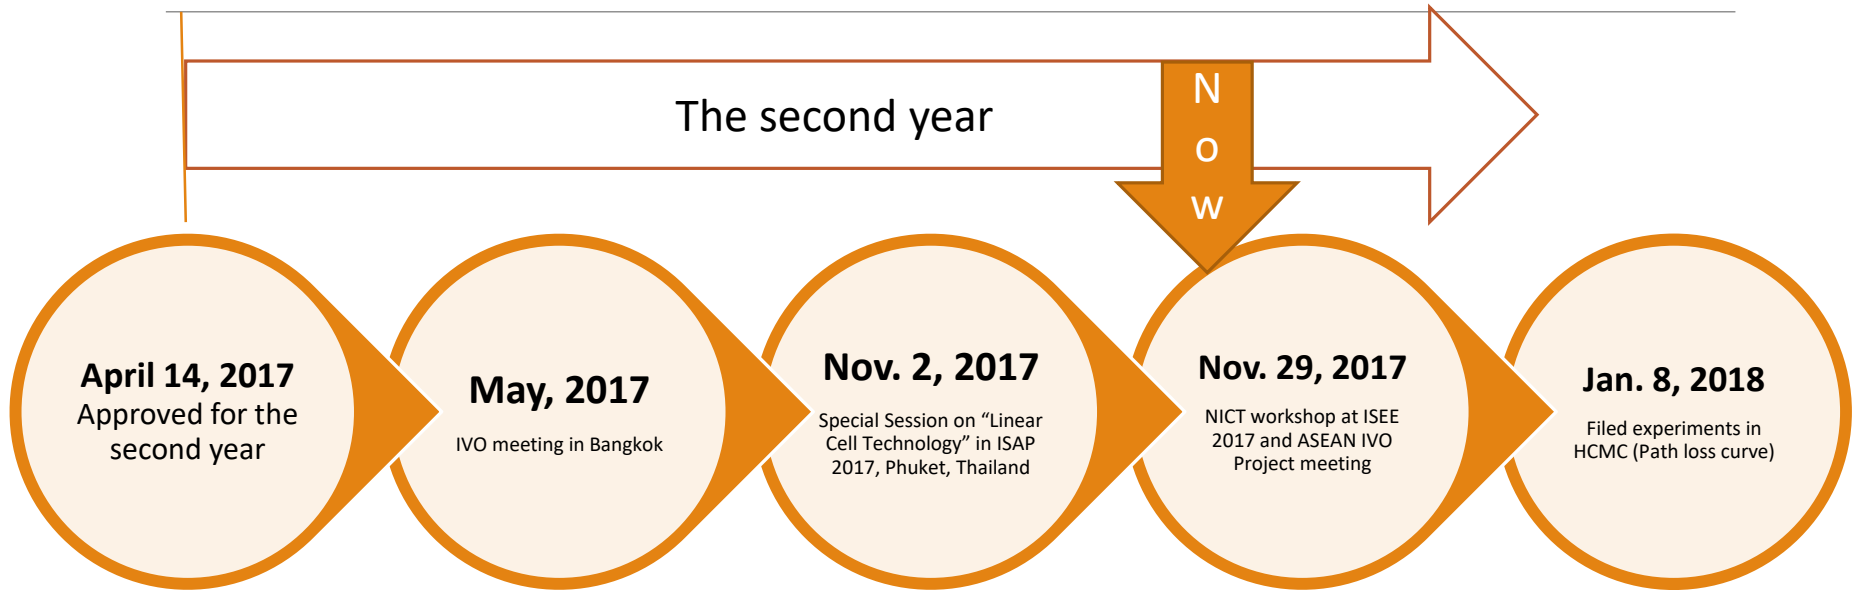 The second year
N
o
w
April 14, 2017
Approved for the
second year
May, 2017
IVO meeting in Bangkok
Nov. 2, 2017
Special Session on “Linear
Cell Technology” in ISAP
2017, Phuket, Thailand
Nov. 29, 2017
NICT workshop at ISEE
2017 and ASEAN IVO
Project meeting
Jan. 8, 2018
Filed experiments in
HCMC (Path loss curve)